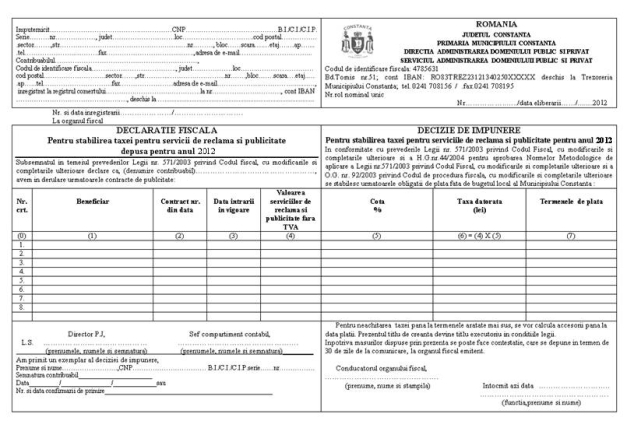 Imputernicit................................CNP........................B.I./C.I./C.I.P.
Serie..........nr................., judet.......................loc..........................cod postal..................
sector.........,str..............................................nr........, bloc......scara......etaj.......ap.......
tel..............................fax.........................................,adresa de e-mail.............................
Contribuabilul..............................................................,
Codul de identificare fiscala........................., judet......................loc.........................
cod postal...................sector........,str................................nr.......,bloc.......scara.....etaj.....
ap......tel..........................fax...........................adresa de e-mail..............................
inregistrat la registrul comertului.....................................la nr........................., cont IBAN
............................................., deschis la ..............................
Nr. si data inregistrarii........................./.........................
La organul fiscal
ROMANIA
JUDETUL CONSTANTA
PRIMARIA MUNICIPIULUI CONSTANTA
DIRECTIA ADMINISTRAREA DOMENIULUI PUBLIC SI PRIVAT
SERVICIUL ADMINISTRAREA DOMENIULUI PUBLIC SI PRIVAT
Codul de identificare fiscala: 4785631
Bd.Tomis nr.51; cont IBAN: RO83TREZ23121340250XXXXX deschis la Trezoreria
Municipiului Constanta; tel. 0241 708156 / .fax 0241 708195
Nr.rol nominal unic
Nr................../data eliberarii....../......2012
DECLARATIE FISCALA
Pentru stabilirea taxei pentru servicii de reclama si publicitate
depusa pentru anul 2012
Subsemnatul in temeiul prevederilor Legii nr. 571/2003 privind Codul fiscal, cu modificarile si
completarile ulterioare declare ca, (denumire contribuabil):..........................................,
avem in derulare urmatoarele contracte de publicitate:
DECIZIE DE IMPUNERE
Pentru stabilirea taxei pentru serviciile de reclama si publicitate pentru anul 2012
In conformitate cu prevederile Legii nr. 571/2003 privind Codul Fiscal, cu modificarile si
completarile ulterioare si a H.G.nr.44/2004 pentru aprobarea Normelor Metodologice de
aplicare a Legii nr.571/2003 privind Codul Fiscal, cu modificarile si completarile ulterioare si a
O.G. nr. 92/2003 privind Codul de procedura fiscala, cu modificarile si completarile ulterioare
se stabilesc urmatoarele obligatii de plata fata de bugetul local al Municipiului Constanta :
Nr. crt. Beneficiar Contract nr. din data Data intrarii in vigoare Valoarea serviciilor de reclama si publicitate fara TVA Cota % Taxa datorata (lei) Termenele de plata
(0) (1) (2) (3) (4) (5) (6) = (4) X (5) (7)
1.
2.
3.
4.
5.
6.
7.
8.
Director P.J, Sef compartiment contabil,
L.S. ................................ ................................
(prenumele, numele si semnatura) (prenumele, numele si semnatura)
Am primit un exemplar al deciziei de impunere,
Prenume si nume.....................,CNP............................B.I./C.I./C.I.P serie......nr..............
Semnatura contribuabil
Data / / sau
Nr. si data confirmarii de primire
Pentru neachitarea taxei pana la termenele aratate mai sus, se vor calcula accesorii pana la
data platii. Prezentul titlu de creanta devine titlu executoriu in conditiile legii.
Inpotriva masurilor dispuse prin prezenta se poate face contestatie, care se depune in termen de
30 de zile de la comunicare, la organul fiscal emitent.
Conducatorul organului fiscal,
................................
(prenume, nume si stampila) Intocmit azi data ........................
................................................
(functia,prenume si nume)